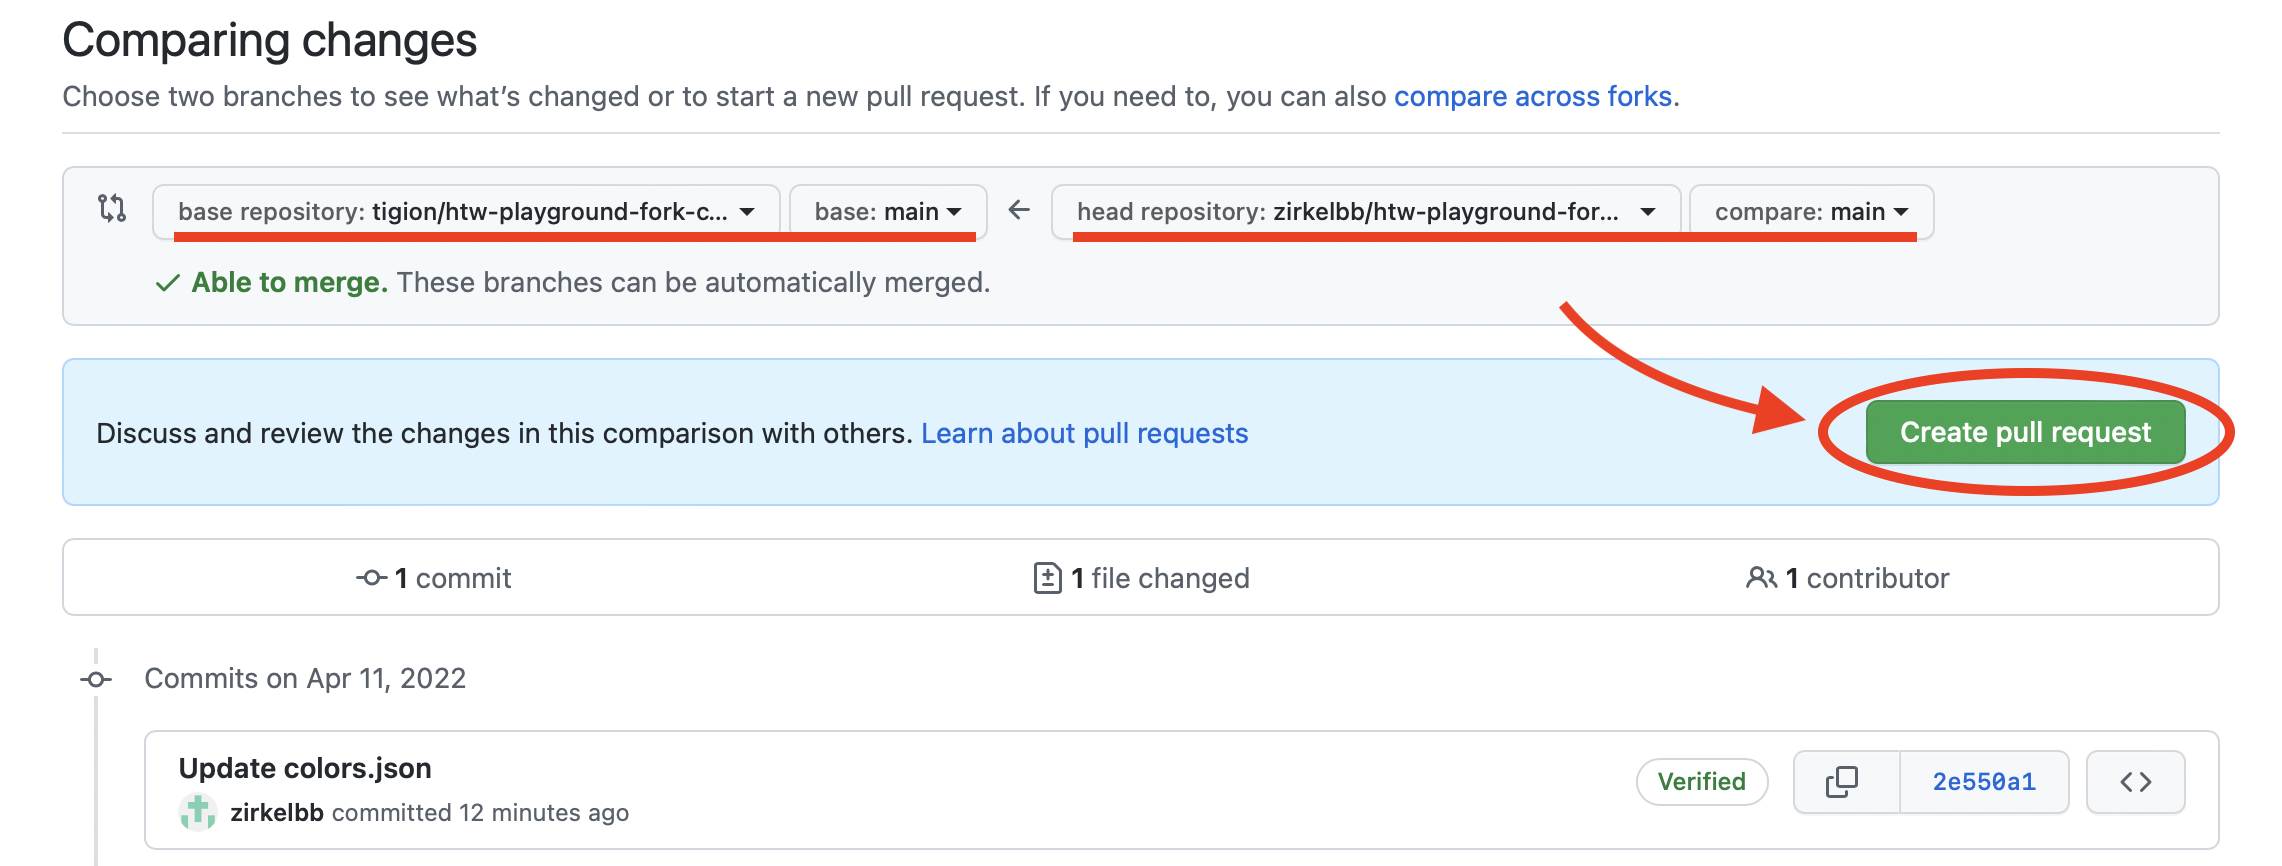 Comparing changes
Choose two branches to see what’s changed or to start a new pull request. If you need to, you can also compare across forks.
base repository: tigion/htw-playground-fork-c... base: main head repository: zirkelbb/htw-playground-for... compare: main
Able to merge. These branches can be automatically merged.
Discuss and review the changes in this comparison with others. Learn about pull requests Create pull request
1 commit 1 file changed 1 contributor
Commits on Apr 11, 2022
Update colors.json
Verified 2e550a1
zirkelbb committed 12 minutes ago